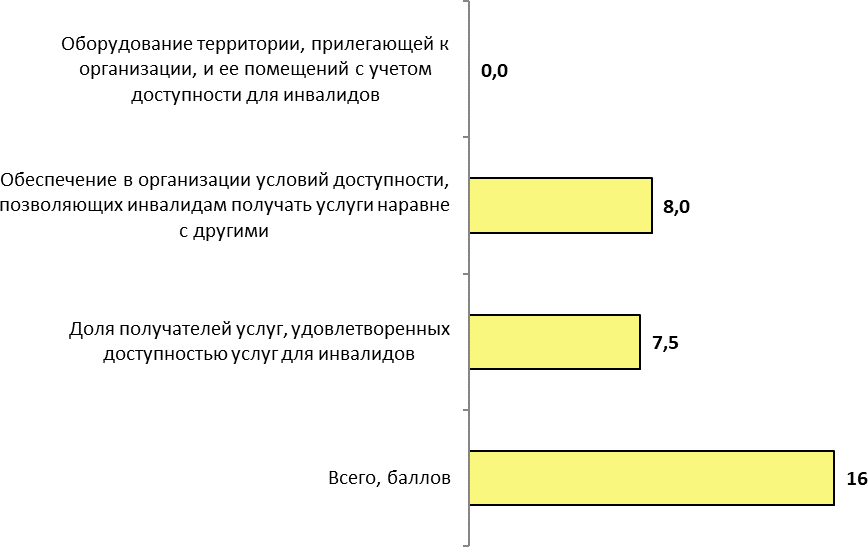 Оборудование территории, прилегающей к
организации, и ее помещений с учетом
доступности для инвалидов
0,0
Обеспечение в организации условий доступности,
позволяющих инвалидам получать услуги наравне
с другими
8,0
Доля получателей услуг, удовлетворенных
доступностью услуг для инвалидов
7,5
Всего, баллов
16